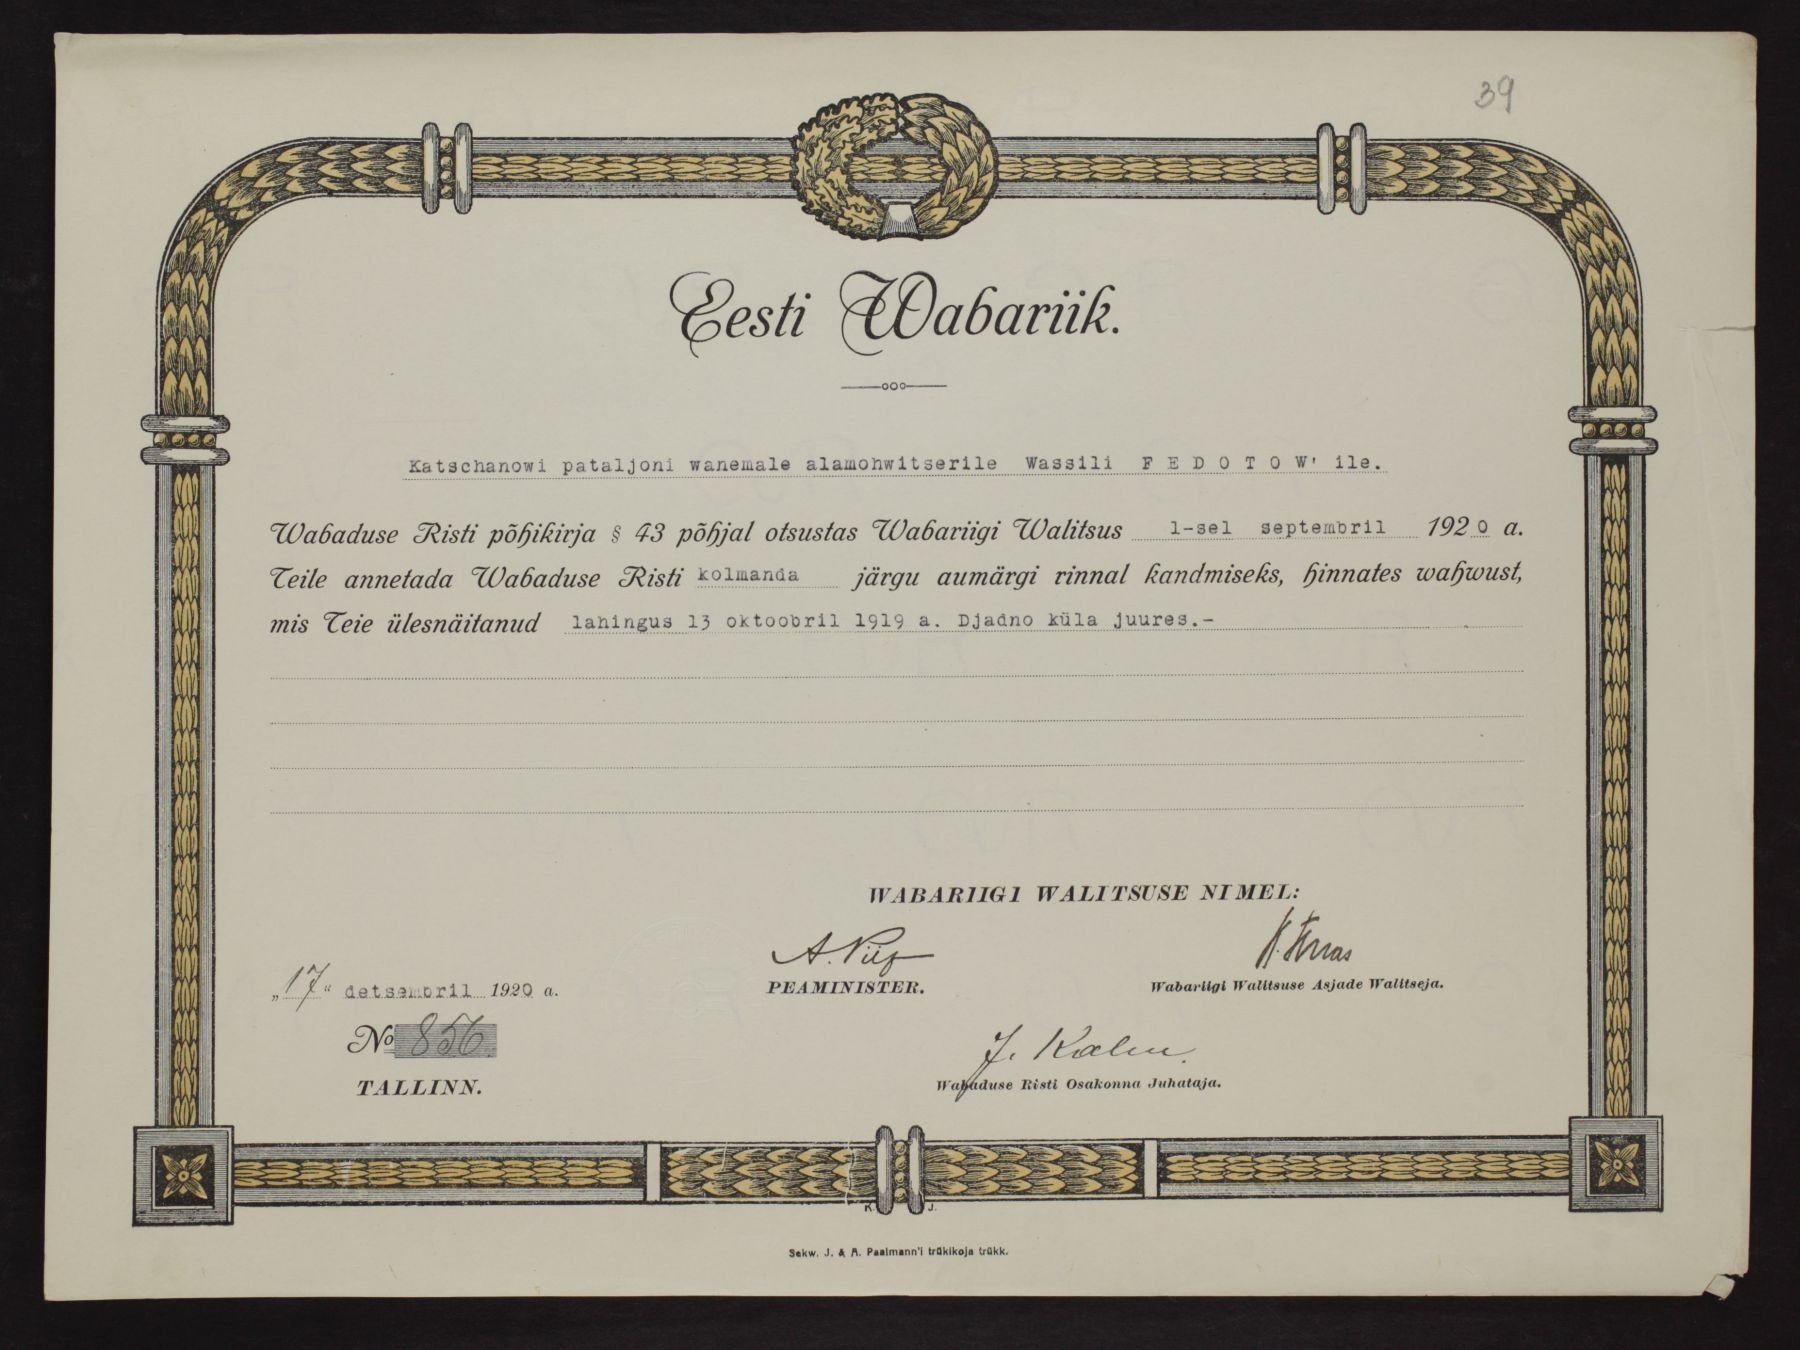 39
Eesti Wabariik.
Katschanowi pataljoni wanemale alamohwitserile Wassili F E D O T O W' ile.
Wabaduse Risti põhikirja § 43 põhjal otsustas Wabariigi Walitsus 1-sel septembril 1920 a.
Teile annetada Wabaduse Risti kolmanda järgu aumärgi rinnal kandmiseks, hinnates wahwust,
mis Teie ülesnäitanud lahingus 13 oktoobril 1919 a. Djadno küla juures.-
WABARIIGI WALITSUSE NIMEL:
A. Piip
PEAMINISTER.
Wabariigi Walitsuse Asjade Walitseja.
„17“ detsembril 1920 a.
No 856
TALLINN.
Wabaduse Risti Osakonna Juhataja.
K. J.
Sekw. J. & A. Paalmann'i trükikoja trükk.